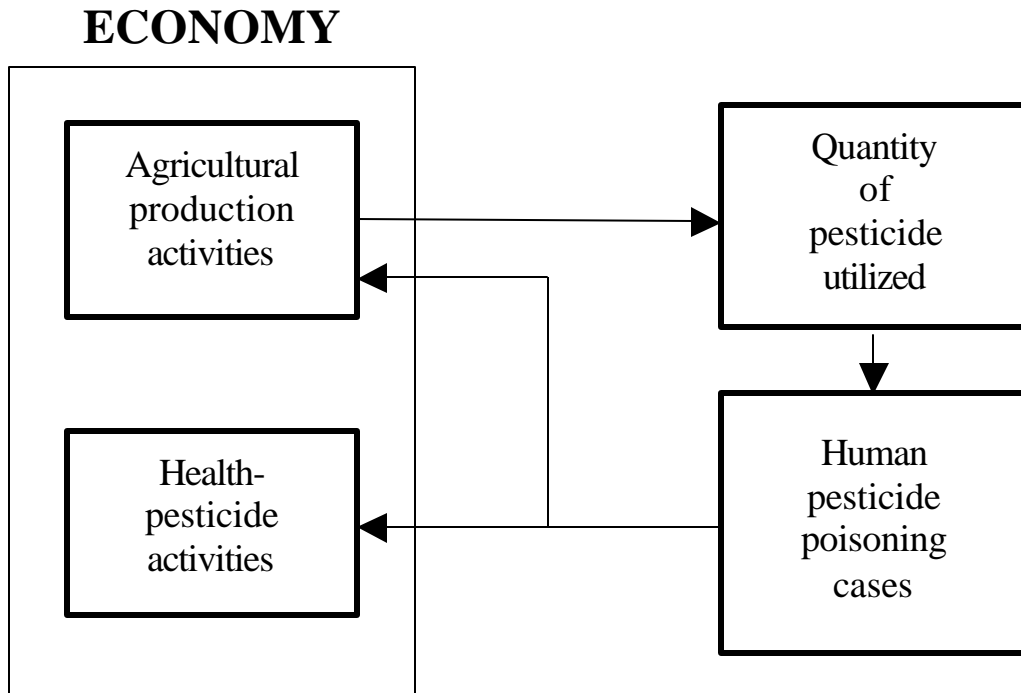 ECONOMY
Agricultural
production
activities
Quantity
of
pesticide
utilized
Health-
pesticide
activities
Human
pesticide
poisoning
cases